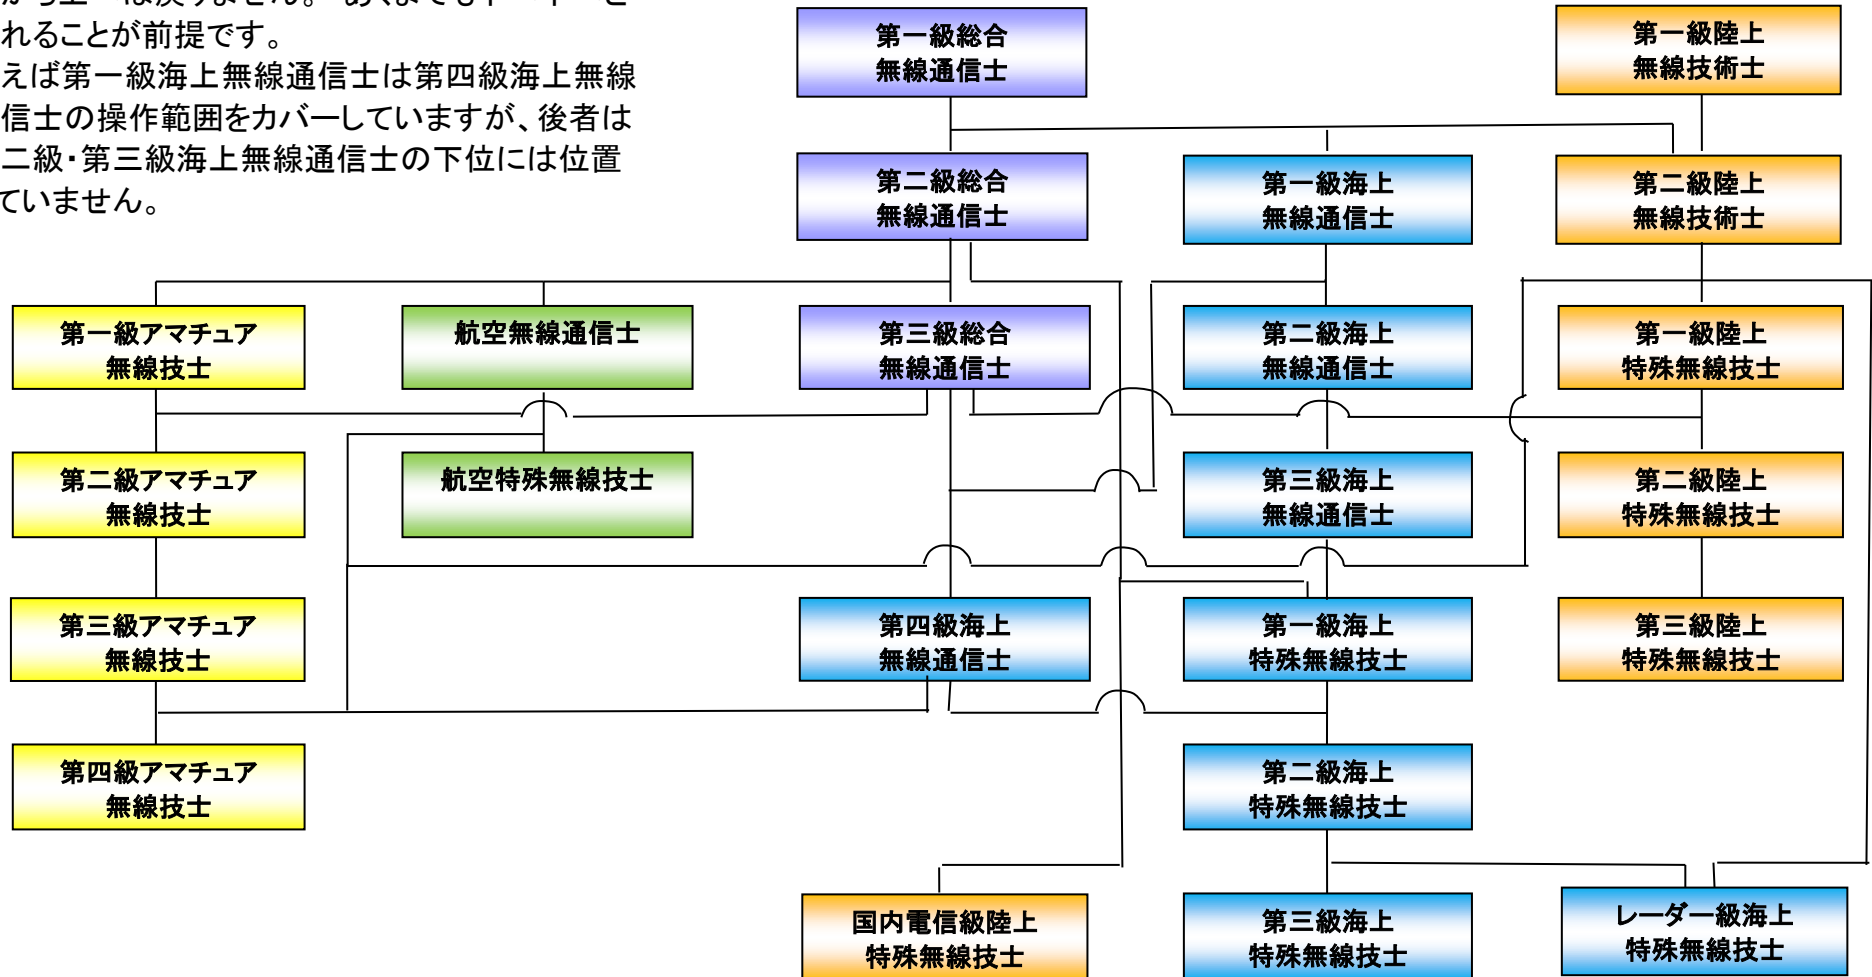 れることが前提です。
えば第一級海上無線通信士は第四級海上無線
信士の操作範囲をカバーしていますが、後者は
二級・第三級海上無線通信士の下位には位置
ていません。
第一級総合
無線通信士
第一級陸上
無線技術士
第二級総合
無線通信士
第一級海上
無線通信士
第二級陸上
無線技術士
第一級アマチュア
無線技士
航空無線通信士
第三級総合
無線通信士
第二級海上
無線通信士
第一級陸上
特殊無線技士
第二級アマチュア
無線技士
航空特殊無線技士
第三級海上
無線通信士
第二級陸上
特殊無線技士
第三級アマチュア
無線技士
第四級海上
無線通信士
第一級海上
特殊無線技士
第三級陸上
特殊無線技士
第四級アマチュア
無線技士
第二級海上
特殊無線技士
国内電信級陸上
特殊無線技士
第三級海上
特殊無線技士
レーダー級海上
特殊無線技士